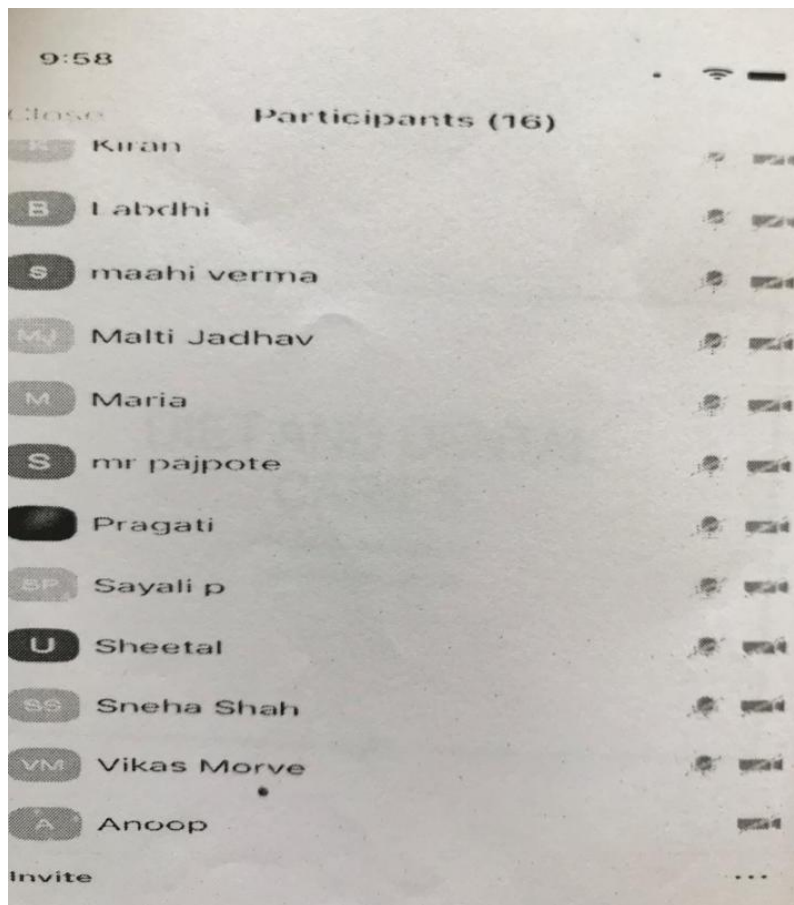 9:58
Close Participants (16)
Kiran
B Labdhi
s maahi verma
MJ Malti Jadhav
M Maria
S mr pajpote
Pragati
SP Sayali p
U Sheetal
SS Sneha Shah
VM Vikas Morve
A Anoop
Invite